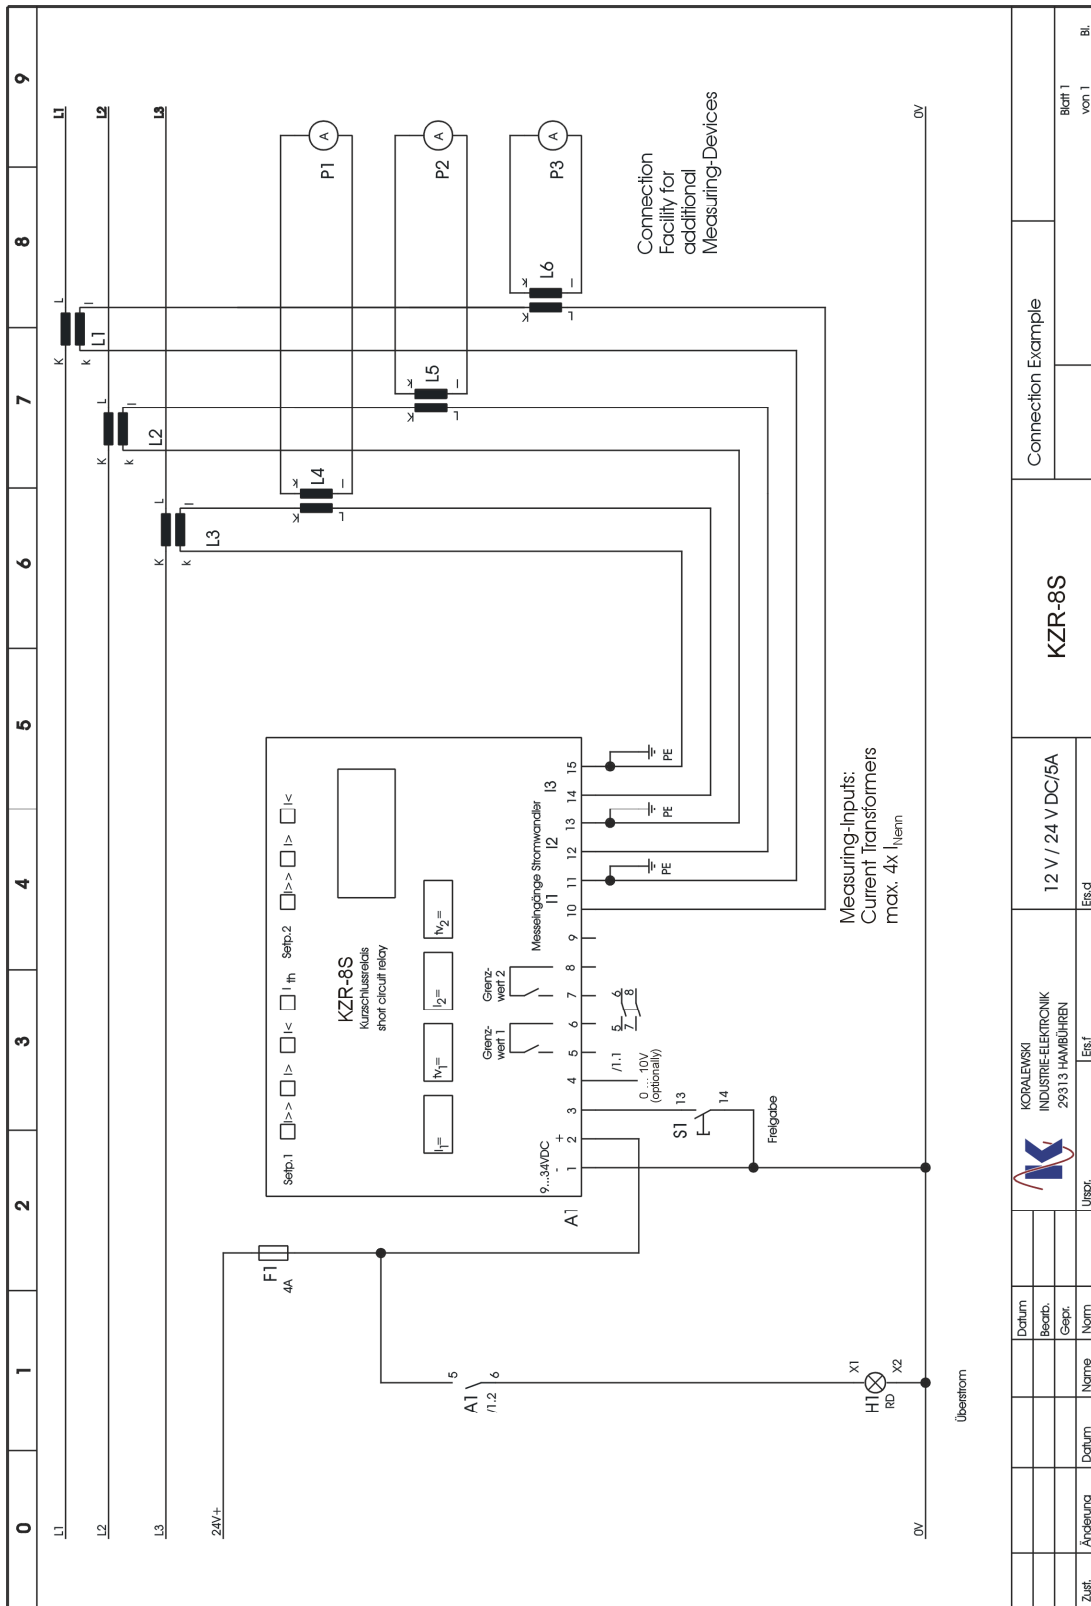 0 1 2 3 4 5 6 7 8 9
L1 L1
L2 L2
L3 L3
K L
k l
L1
K L
k l
L2
K L
k l
L3
24V+
F1
4A
A1
5
6
/1.2
H1
RD
X1
X2
Überstrom
0V 0V
Setp.1 I>> I> I< I th Setp.2 I>> I> I<
KZR-8S
Kurzschlussrelais
short circuit relay
I1= tv1= I2= tv2=
Grenz-
wert 1
Grenz-
wert 2
Messeingänge Stromwandler
9...34VDC
- +
I1 I2 I3
1 2 3 4 5 6 7 8 9 10 11 12 13 14 15
A1
PE PE PE
S1
13
14
Freigabe
0 ... 10V
(optionally)
/1.1
5 6
7 8
K k
L4
L l
P1
A
K k
L5
L l
P2
A
K k
L6
L l
P3
A
Connection
Facility for
additional
Measuring-Devices
Measuring-Inputs:
Current Transformers
max. 4x INenn
Datum
Bearb.
Gepr.
Zust. Änderung Datum Name Norm
K
KORALEWSKI
INDUSTRIE-ELEKTRONIK
29313 HAMBÜHREN
Urspr. Ers.f Ers.d
12 V / 24 V DC/5A
KZR-8S
Connection Example
Blatt 1
von 1 Bl.